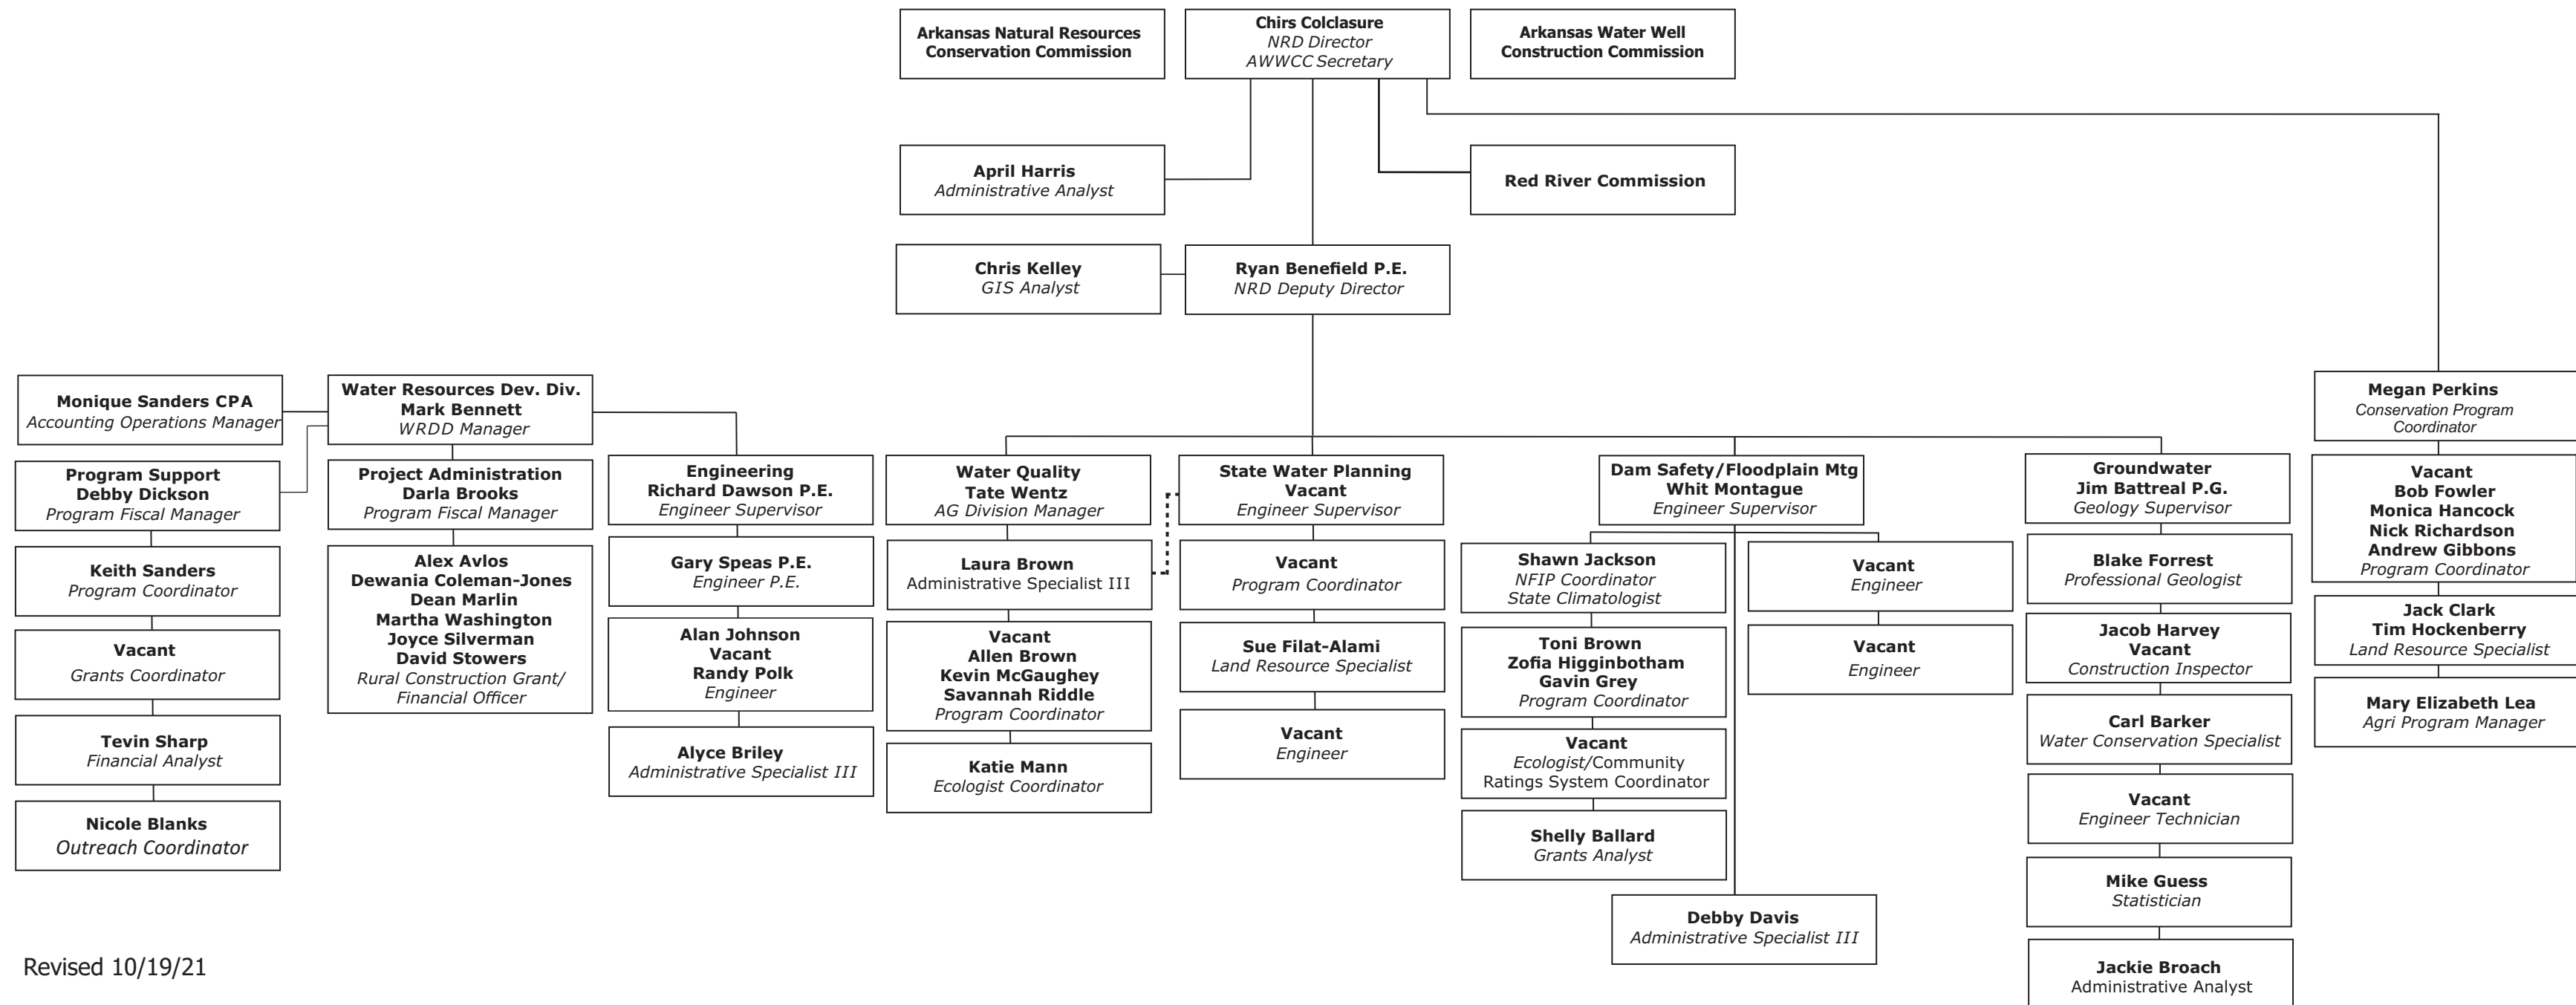 Arkansas Natural Resources
Conservation Commission
Chirs Colclasure
NRD Director
AWWCC Secretary
Arkansas Water Well
Construction Commission
April Harris
Administrative Analyst
Red River Commission
Chris Kelley
GIS Analyst
Ryan Benefield P.E.
NRD Deputy Director
Monique Sanders CPA
Accounting Operations Manager
Water Resources Dev. Div.
Mark Bennett
WRDD Manager
Program Support
Debby Dickson
Program Fiscal Manager
Keith Sanders
Program Coordinator
Vacant
Grants Coordinator
Tevin Sharp
Financial Analyst
Nicole Blanks
Outreach Coordinator
Project Administration
Darla Brooks
Program Fiscal Manager
Alex Avlos
Dewania Coleman-Jones
Dean Marlin
Martha Washington
Joyce Silverman
David Stowers
Rural Construction Grant/
Financial Officer
Engineering
Richard Dawson P.E.
Engineer Supervisor
Gary Speas P.E.
Engineer P.E.
Alan Johnson
Vacant
Randy Polk
Engineer
Alyce Briley
Administrative Specialist III
Water Quality
Tate Wentz
AG Division Manager
Laura Brown
Administrative Specialist III
Vacant
Allen Brown
Kevin McGaughey
Savannah Riddle
Program Coordinator
Katie Mann
Ecologist Coordinator
State Water Planning
Vacant
Engineer Supervisor
Vacant
Program Coordinator
Sue Filat-Alami
Land Resource Specialist
Vacant
Engineer
Dam Safety/Floodplain Mtg
Whit Montague
Engineer Supervisor
Shawn Jackson
NFIP Coordinator
State Climatologist
Toni Brown
Zofia Higginbotham
Gavin Grey
Program Coordinator
Vacant
Ecologist/Community
Ratings System Coordinator
Shelly Ballard
Grants Analyst
Vacant
Engineer
Vacant
Engineer
Debby Davis
Administrative Specialist III
Groundwater
Jim Battreal P.G.
Geology Supervisor
Blake Forrest
Professional Geologist
Jacob Harvey
Vacant
Construction Inspector
Carl Barker
Water Conservation Specialist
Vacant
Engineer Technician
Mike Guess
Statistician
Jackie Broach
Administrative Analyst
Megan Perkins
Conservation Program
Coordinator
Vacant
Bob Fowler
Monica Hancock
Nick Richardson
Andrew Gibbons
Program Coordinator
Jack Clark
Tim Hockenberry
Land Resource Specialist
Mary Elizabeth Lea
Agri Program Manager
Revised 10/19/21